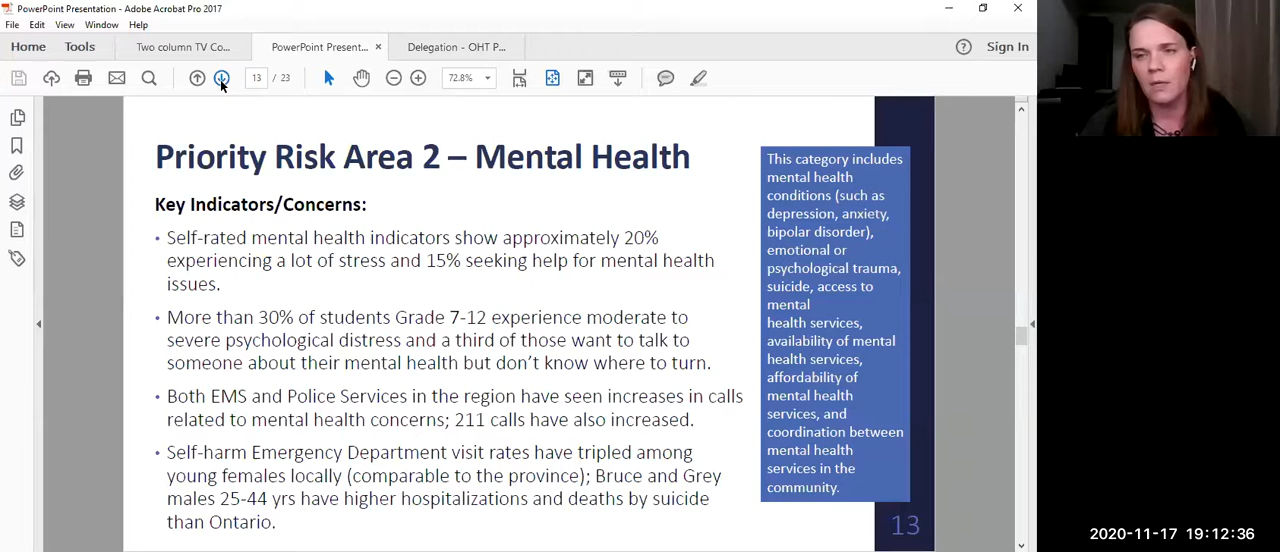 PowerPoint Presentation - Adobe Acrobat Pro 2017
File Edit View Window Help
Home Tools Two column TV Co... PowerPoint Present... × Delegation - OHT P... Sign In
13 / 23 72.8%
Priority Risk Area 2 – Mental Health
Key Indicators/Concerns:
• Self-rated mental health indicators show approximately 20%
experiencing a lot of stress and 15% seeking help for mental health
issues.
• More than 30% of students Grade 7-12 experience moderate to
severe psychological distress and a third of those want to talk to
someone about their mental health but don’t know where to turn.
• Both EMS and Police Services in the region have seen increases in calls
related to mental health concerns; 211 calls have also increased.
• Self-harm Emergency Department visit rates have tripled among
young females locally (comparable to the province); Bruce and Grey
males 25-44 yrs have higher hospitalizations and deaths by suicide
than Ontario.
This category includes
mental health
conditions (such as
depression, anxiety,
bipolar disorder),
emotional or
psychological trauma,
suicide, access to
mental
health services,
availability of mental
health services,
affordability of
mental health
services, and
coordination between
mental health
services in the
community.
13
2020-11-17 19:12:36